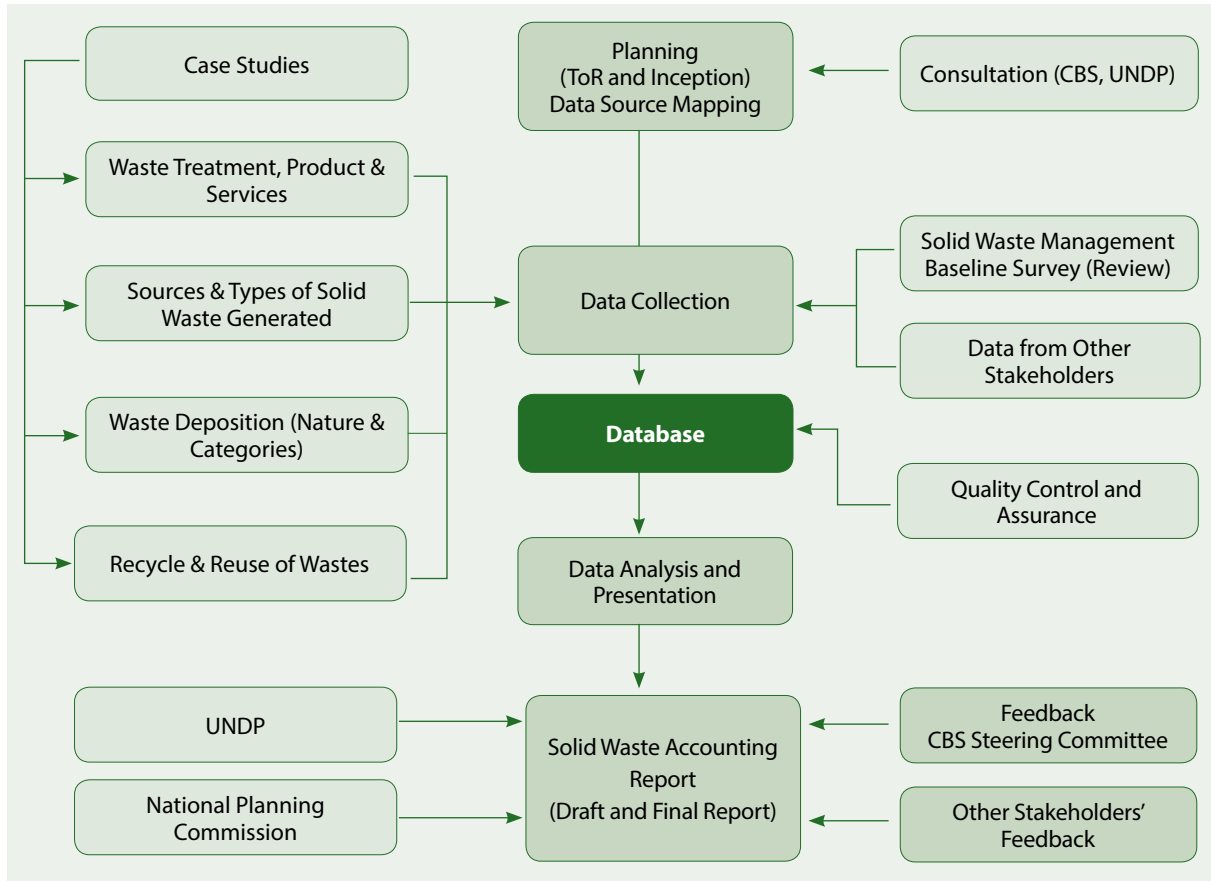 Case Studies
Planning
(ToR and Inception)
Data Source Mapping
Consultation (CBS, UNDP)
Waste Treatment, Product &
Services
Solid Waste Management
Baseline Survey (Review)
Sources & Types of Solid
Waste Generated
Data Collection
Data from Other
Stakeholders
Waste Deposition (Nature &
Categories)
Database
Quality Control and
Assurance
Recycle & Reuse of Wastes
Data Analysis and
Presentation
UNDP
Solid Waste Accounting
Report
(Draft and Final Report)
Feedback
CBS Steering Committee
National Planning
Commission
Other Stakeholders’
Feedback